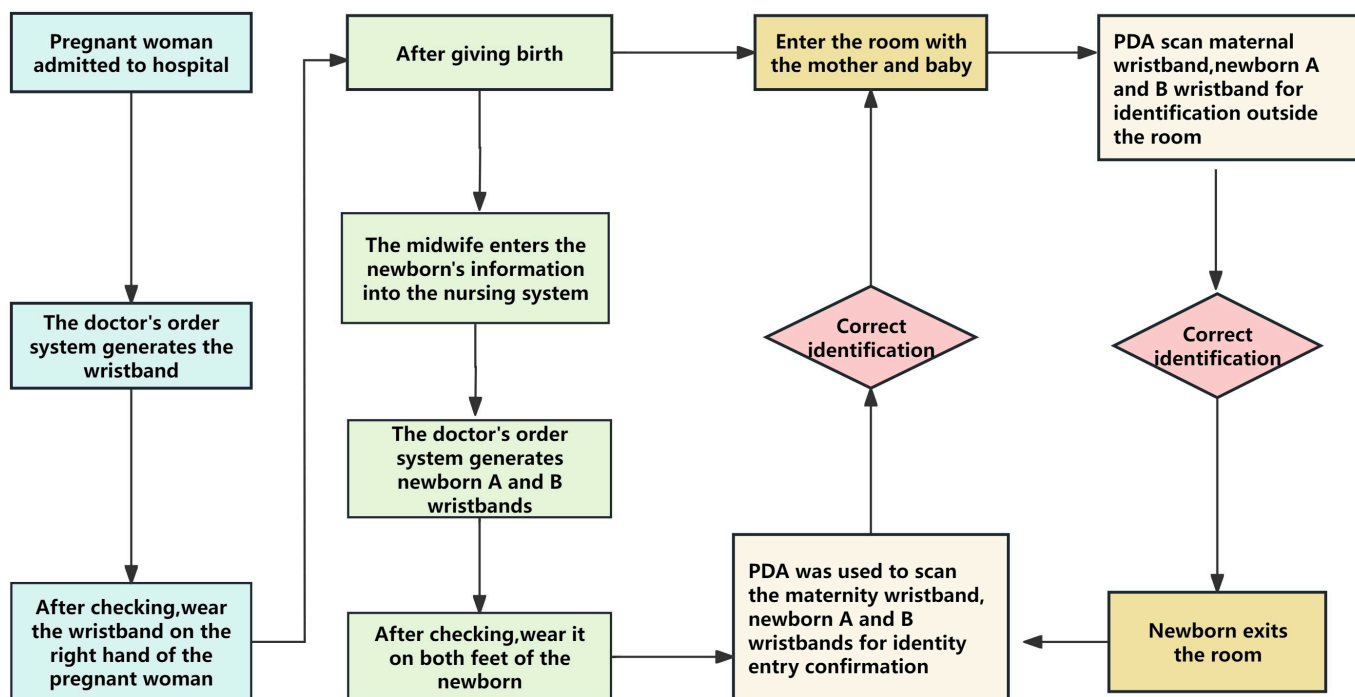 Pregnant woman
admitted to hospital
The doctor's order
system generates the
wristband
After checking,wear
the wristband on the
right hand of the
pregnant woman
After giving birth
The midwife enters the
newborn's information
into the nursing system
The doctor's order
system generates
newborn A and B
wristbands
After checking,wear it
on both feet of the
newborn
PDA was used to scan
the maternity wristband,
newborn A and B
wristbands for identity
entry confirmation
Correct
identification
Enter the room with
the mother and baby
PDA scan maternal
wristband,newborn A
and B wristband for
identification outside
the room
Correct
identification
Newborn exits
the room